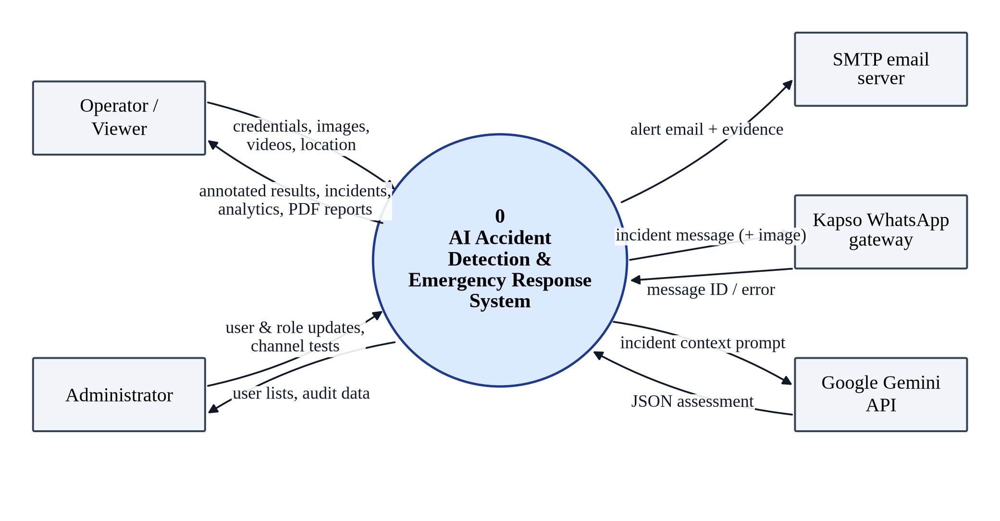 SMTP email
server
Operator /
Viewer
credentials, images,
videos, location
alert email + evidence
annotated results, incidents,
analytics, PDF reports
0
AI Accident
Detection &
Emergency Response
System
Kapso WhatsApp
gateway
incident message (+ image)
message ID / error
user & role updates,
channel tests
incident context prompt
Administrator
user lists, audit data
Google Gemini
API
JSON assessment